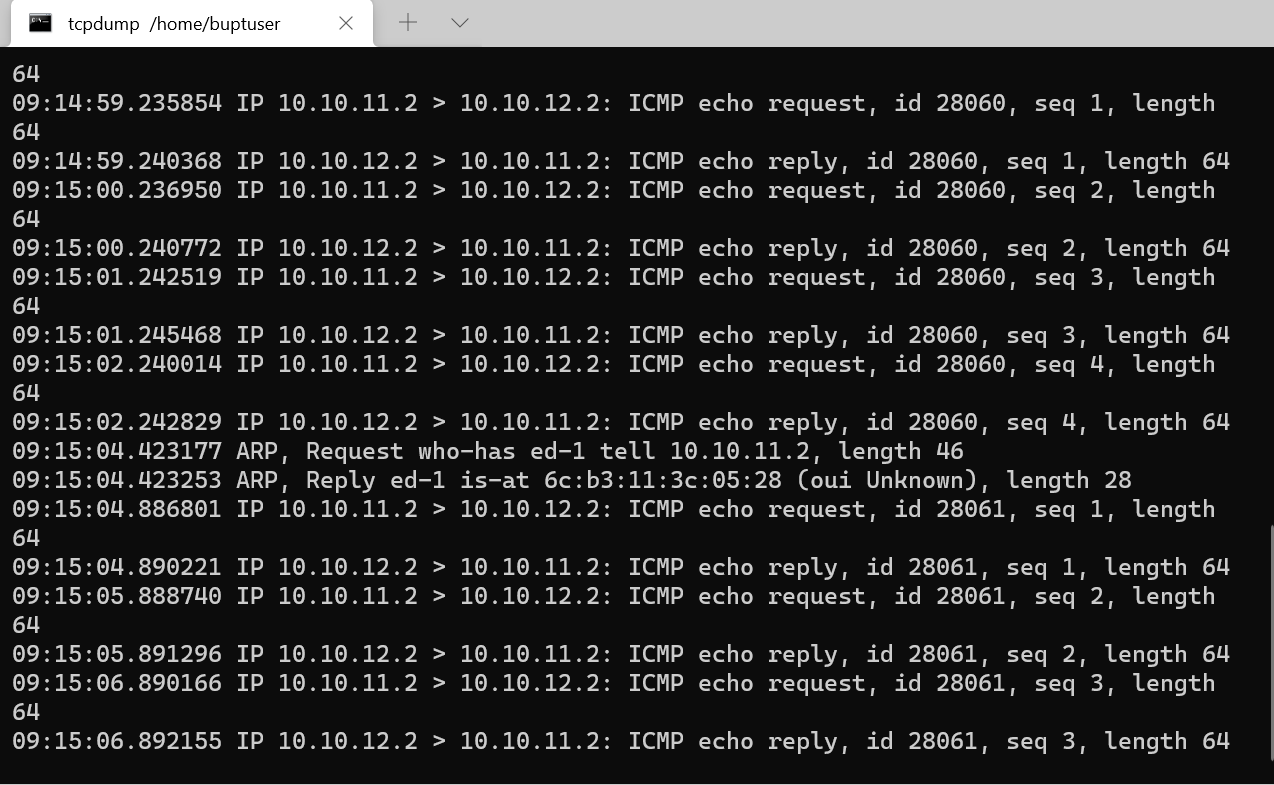 tcpdump /home/buptuser
64
09:14:59.235854 IP 10.10.11.2 > 10.10.12.2: ICMP echo request, id 28060, seq 1, length
64
09:14:59.240368 IP 10.10.12.2 > 10.10.11.2: ICMP echo reply, id 28060, seq 1, length 64
09:15:00.236950 IP 10.10.11.2 > 10.10.12.2: ICMP echo request, id 28060, seq 2, length
64
09:15:00.240772 IP 10.10.12.2 > 10.10.11.2: ICMP echo reply, id 28060, seq 2, length 64
09:15:01.242519 IP 10.10.11.2 > 10.10.12.2: ICMP echo request, id 28060, seq 3, length
64
09:15:01.245468 IP 10.10.12.2 > 10.10.11.2: ICMP echo reply, id 28060, seq 3, length 64
09:15:02.240014 IP 10.10.11.2 > 10.10.12.2: ICMP echo request, id 28060, seq 4, length
64
09:15:02.242829 IP 10.10.12.2 > 10.10.11.2: ICMP echo reply, id 28060, seq 4, length 64
09:15:04.423177 ARP, Request who-has ed-1 tell 10.10.11.2, length 46
09:15:04.423253 ARP, Reply ed-1 is-at 6c:b3:11:3c:05:28 (oui Unknown), length 28
09:15:04.886801 IP 10.10.11.2 > 10.10.12.2: ICMP echo request, id 28061, seq 1, length
64
09:15:04.890221 IP 10.10.12.2 > 10.10.11.2: ICMP echo reply, id 28061, seq 1, length 64
09:15:05.888740 IP 10.10.11.2 > 10.10.12.2: ICMP echo request, id 28061, seq 2, length
64
09:15:05.891296 IP 10.10.12.2 > 10.10.11.2: ICMP echo reply, id 28061, seq 2, length 64
09:15:06.890166 IP 10.10.11.2 > 10.10.12.2: ICMP echo request, id 28061, seq 3, length
64
09:15:06.892155 IP 10.10.12.2 > 10.10.11.2: ICMP echo reply, id 28061, seq 3, length 64